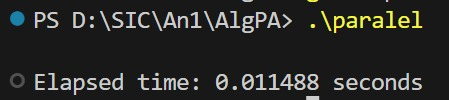 PS D:\SIC\An1\AlgPA> .\paralel
Elapsed time: 0.011488 seconds